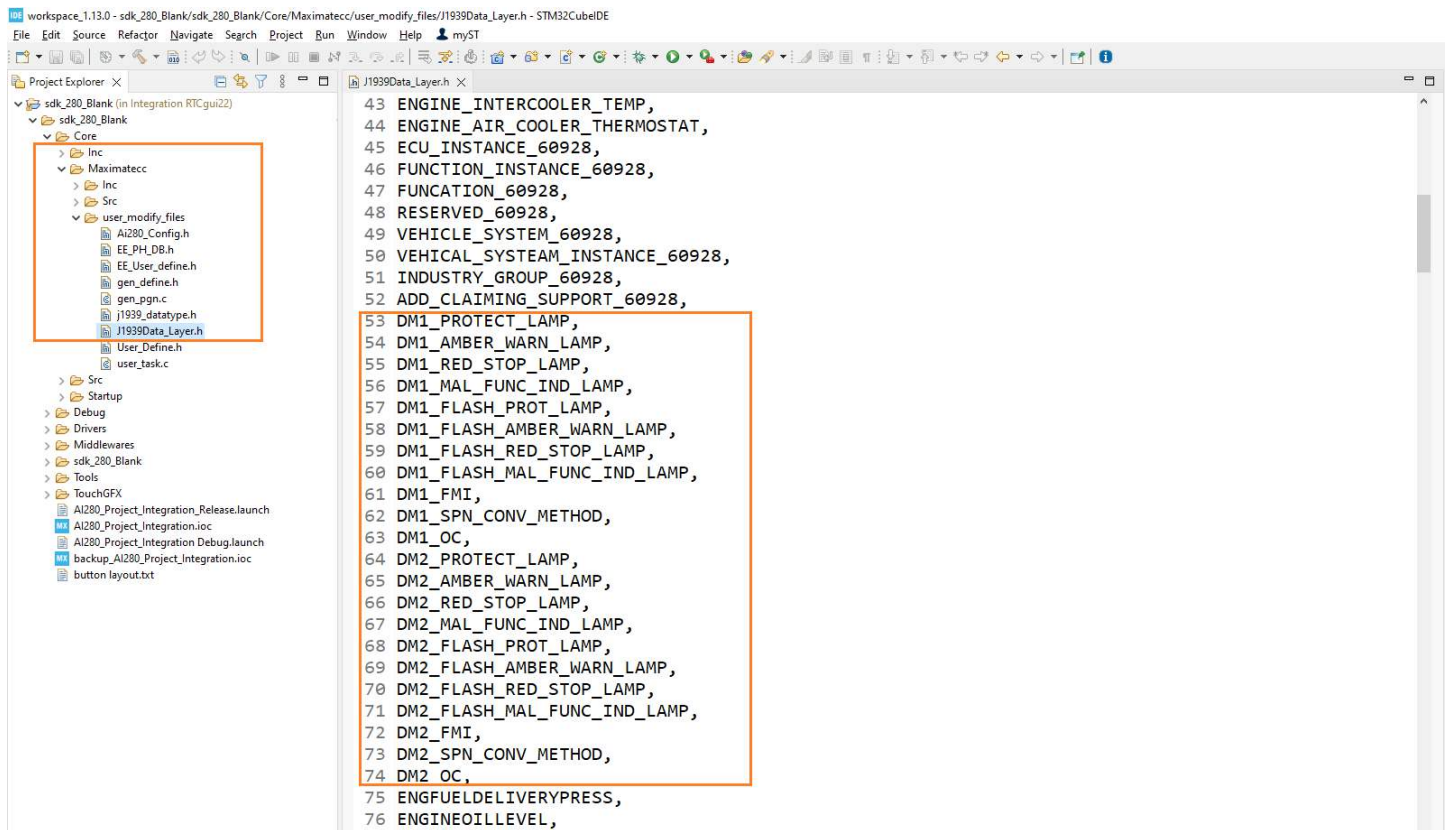 IDE workspace_1.13.0 - sdk_280_Blank/sdk_280_Blank/Core/Maximatecc/user_modify_files/J1939Data_Layer.h - STM32CubeIDE
File Edit Source Refactor Navigate Search Project Run Window Help myST
Project Explorer
J1939Data_Layer.h
sdk_280_Blank (in Integration RTCgui22)
sdk_280_Blank
Core
Inc
Maximatecc
Inc
Src
user_modify_files
Ai280_Config.h
EE_PH_DB.h
EE_User_define.h
gen_define.h
gen_pgn.c
j1939_datatype.h
J1939Data_Layer.h
User_Define.h
user_task.c
Src
Startup
Debug
Drivers
Middlewares
sdk_280_Blank
Tools
TouchGFX
AI280_Project_Integration_Release.launch
MX AI280_Project_Integration.ioc
AI280_Project_Integration Debug.launch
MX backup_AI280_Project_Integration.ioc
button layout.txt
43 ENGINE_INTERCOOLER_TEMP,
44 ENGINE_AIR_COOLER_THERMOSTAT,
45 ECU_INSTANCE_60928,
46 FUNCTION_INSTANCE_60928,
47 FUNCATION_60928,
48 RESERVED_60928,
49 VEHICLE_SYSTEM_60928,
50 VEHICAL_SYSTEAM_INSTANCE_60928,
51 INDUSTRY_GROUP_60928,
52 ADD_CLAIMING_SUPPORT_60928,
53 DM1_PROTECT_LAMP,
54 DM1_AMBER_WARN_LAMP,
55 DM1_RED_STOP_LAMP,
56 DM1_MAL_FUNC_IND_LAMP,
57 DM1_FLASH_PROT_LAMP,
58 DM1_FLASH_AMBER_WARN_LAMP,
59 DM1_FLASH_RED_STOP_LAMP,
60 DM1_FLASH_MAL_FUNC_IND_LAMP,
61 DM1_FMI,
62 DM1_SPN_CONV_METHOD,
63 DM1_OC,
64 DM2_PROTECT_LAMP,
65 DM2_AMBER_WARN_LAMP,
66 DM2_RED_STOP_LAMP,
67 DM2_MAL_FUNC_IND_LAMP,
68 DM2_FLASH_PROT_LAMP,
69 DM2_FLASH_AMBER_WARN_LAMP,
70 DM2_FLASH_RED_STOP_LAMP,
71 DM2_FLASH_MAL_FUNC_IND_LAMP,
72 DM2_FMI,
73 DM2_SPN_CONV_METHOD,
74 DM2_OC,
75 ENGFUELDELIVERYPRESS,
76 ENGINEOILLEVEL,